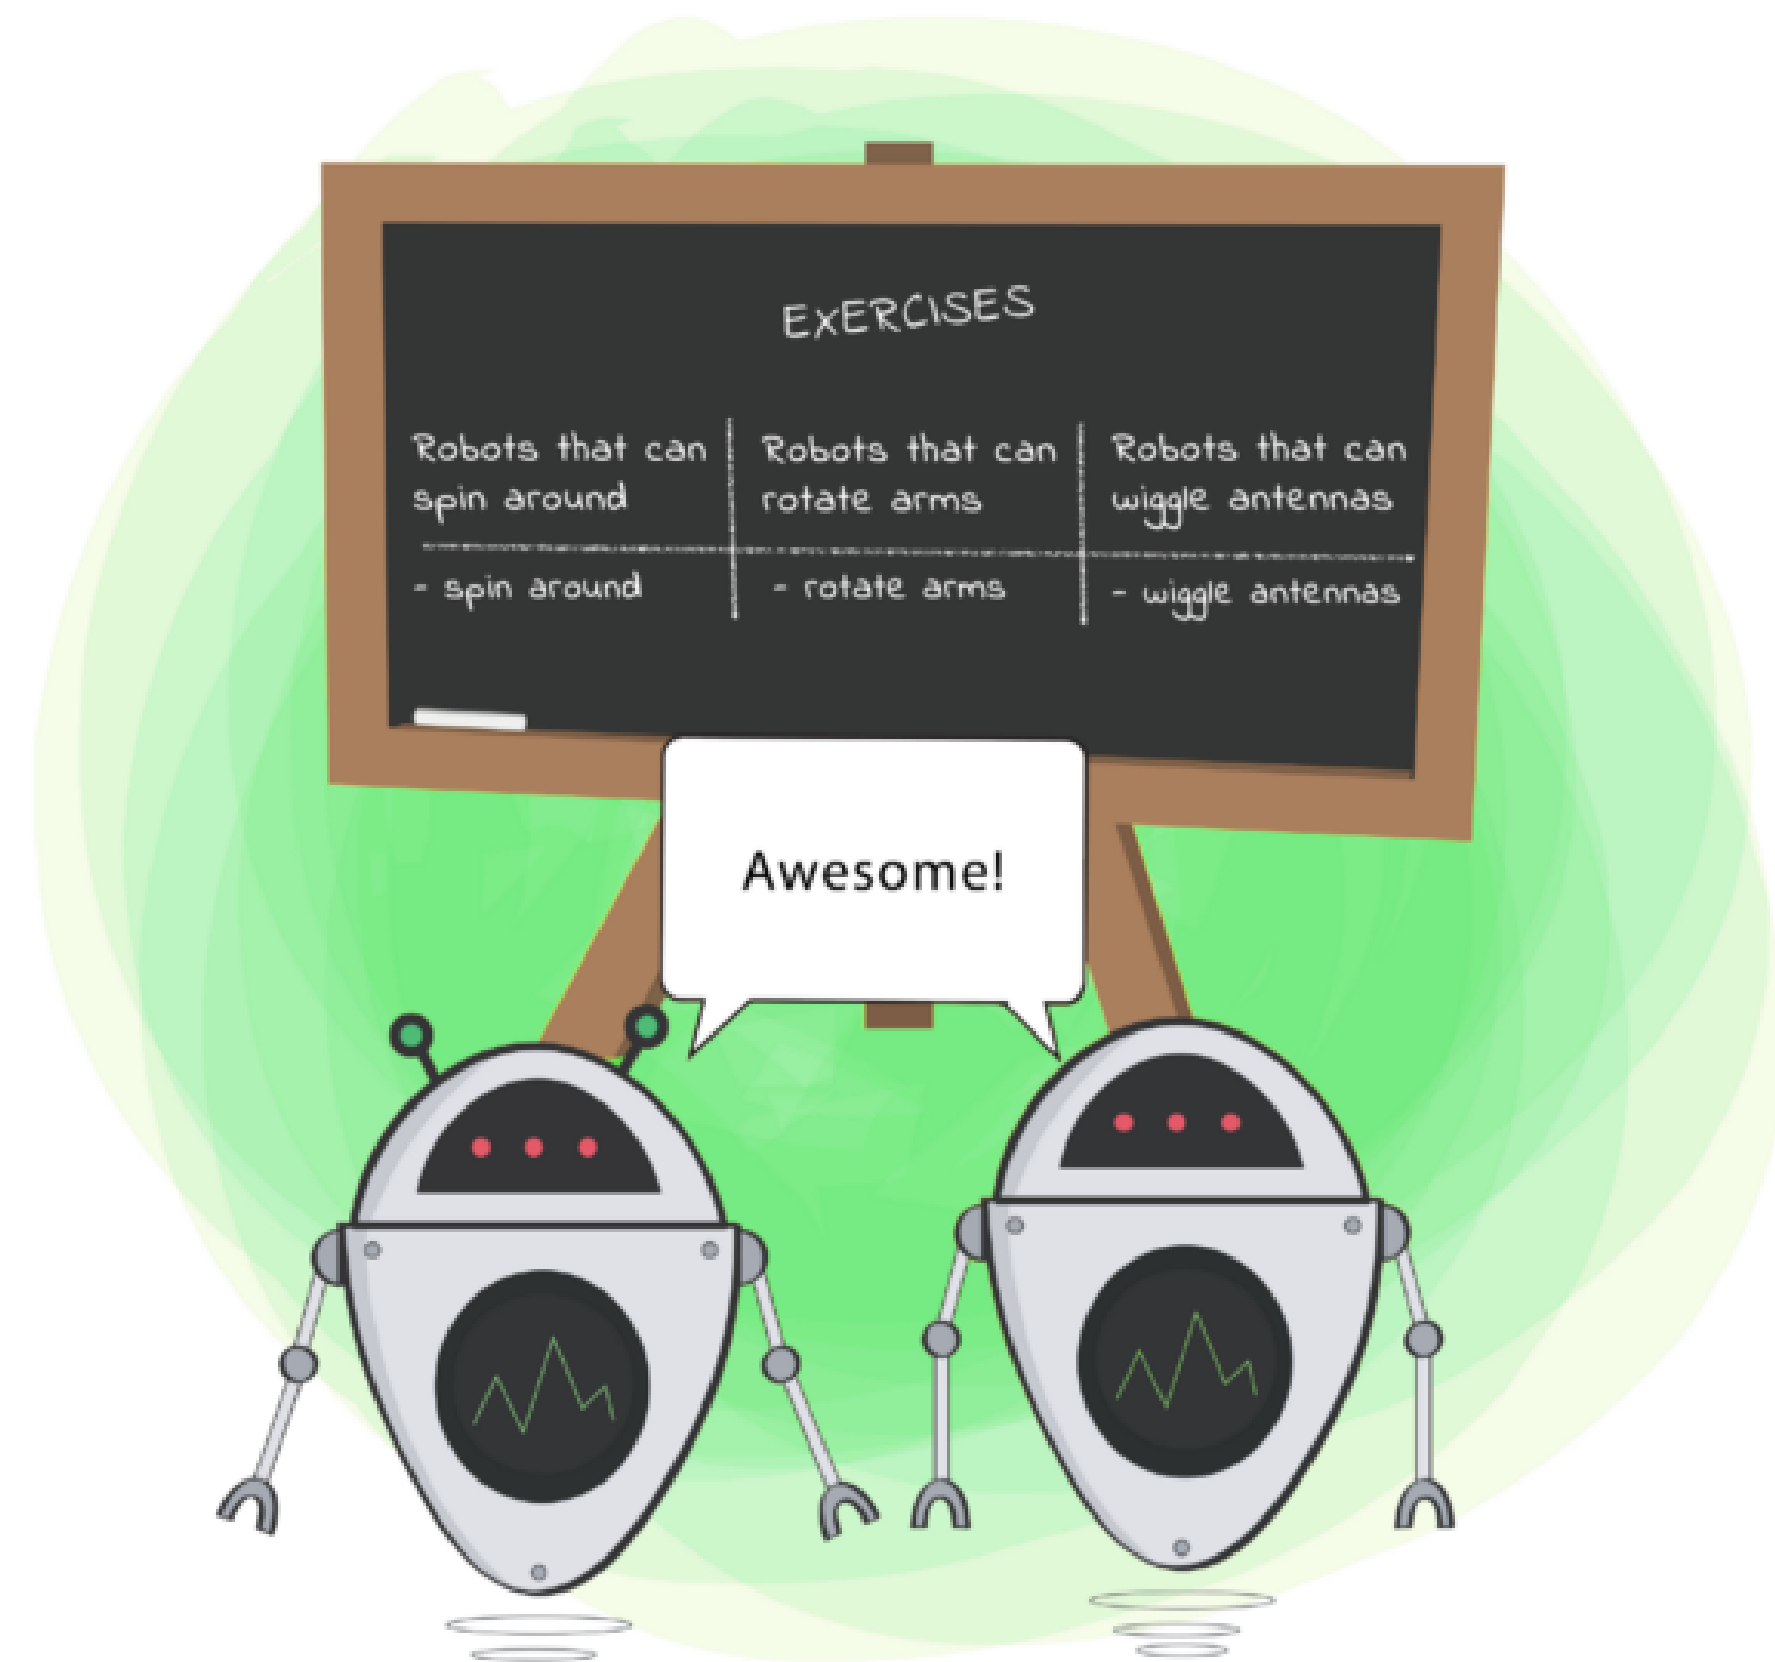 EXERCISES
Robots that can
spin around
Robots that can
rotate arms
Robots that can
wiggle antennas
- spin around
- rotate arms
- wiggle antennas
Awesome!